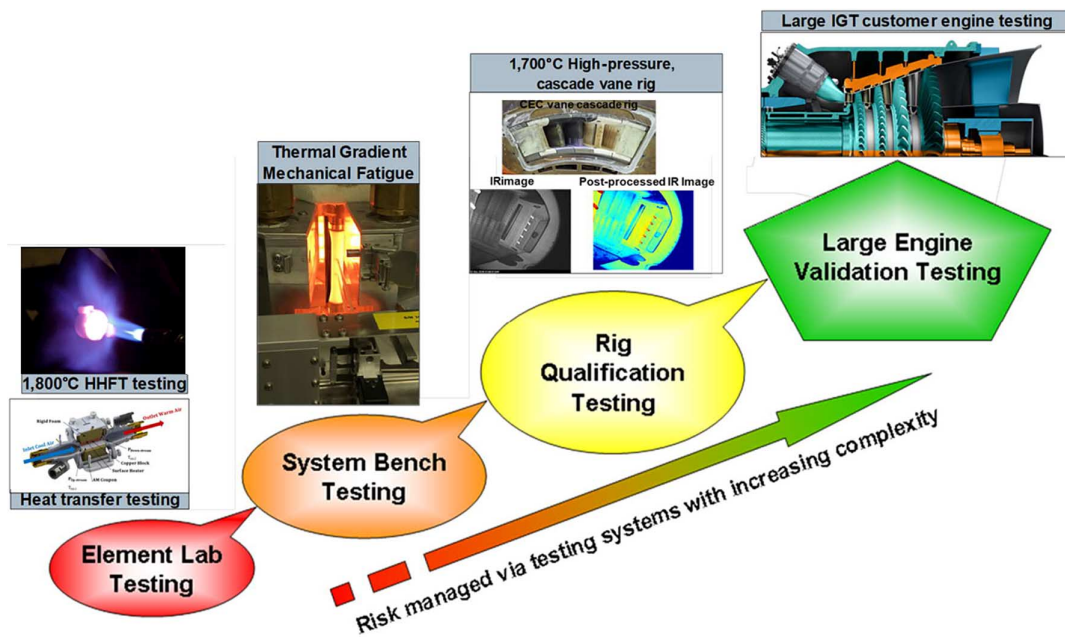 Large IGT customer engine testing
1,700°C High-pressure,
cascade vane rig
CEC vane cascade rig
IRimage
Post-processed IR Image
Thermal Gradient
Mechanical Fatigue
Large Engine
Validation Testing
1,800°C HHFT testing
Rig
Qualification
Testing
Rigid Foam
Outlet Warm Air
Inlet Cool Air
Copper Block
Surface Heater
AM Coupon
Heat transfer testing
System Bench
Testing
Element Lab
Testing
Risk managed via testing systems with increasing complexity